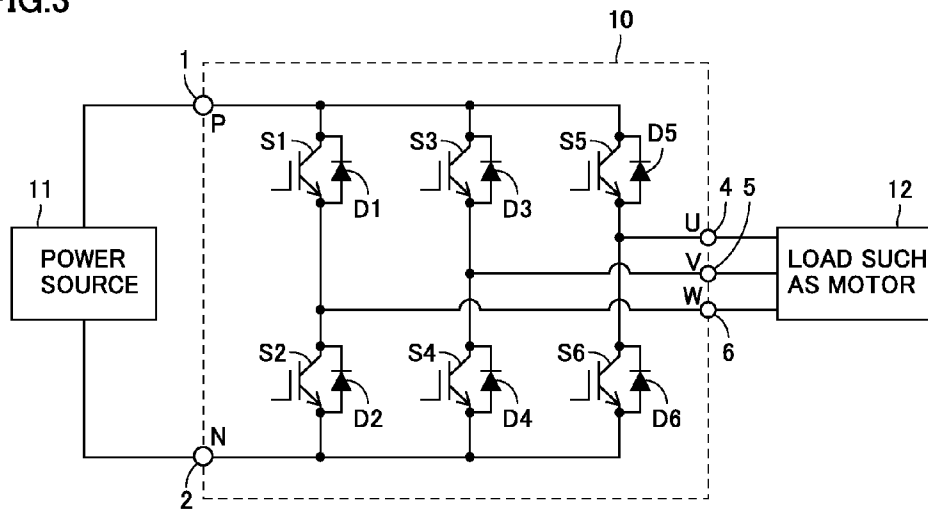 FIG.3
10
1
P
S1
D1
S3
D3
S5
D5
11
POWER
SOURCE
U
4
5
V
W
6
12
LOAD SUCH
AS MOTOR
S2
D2
S4
D4
S6
D6
N
2